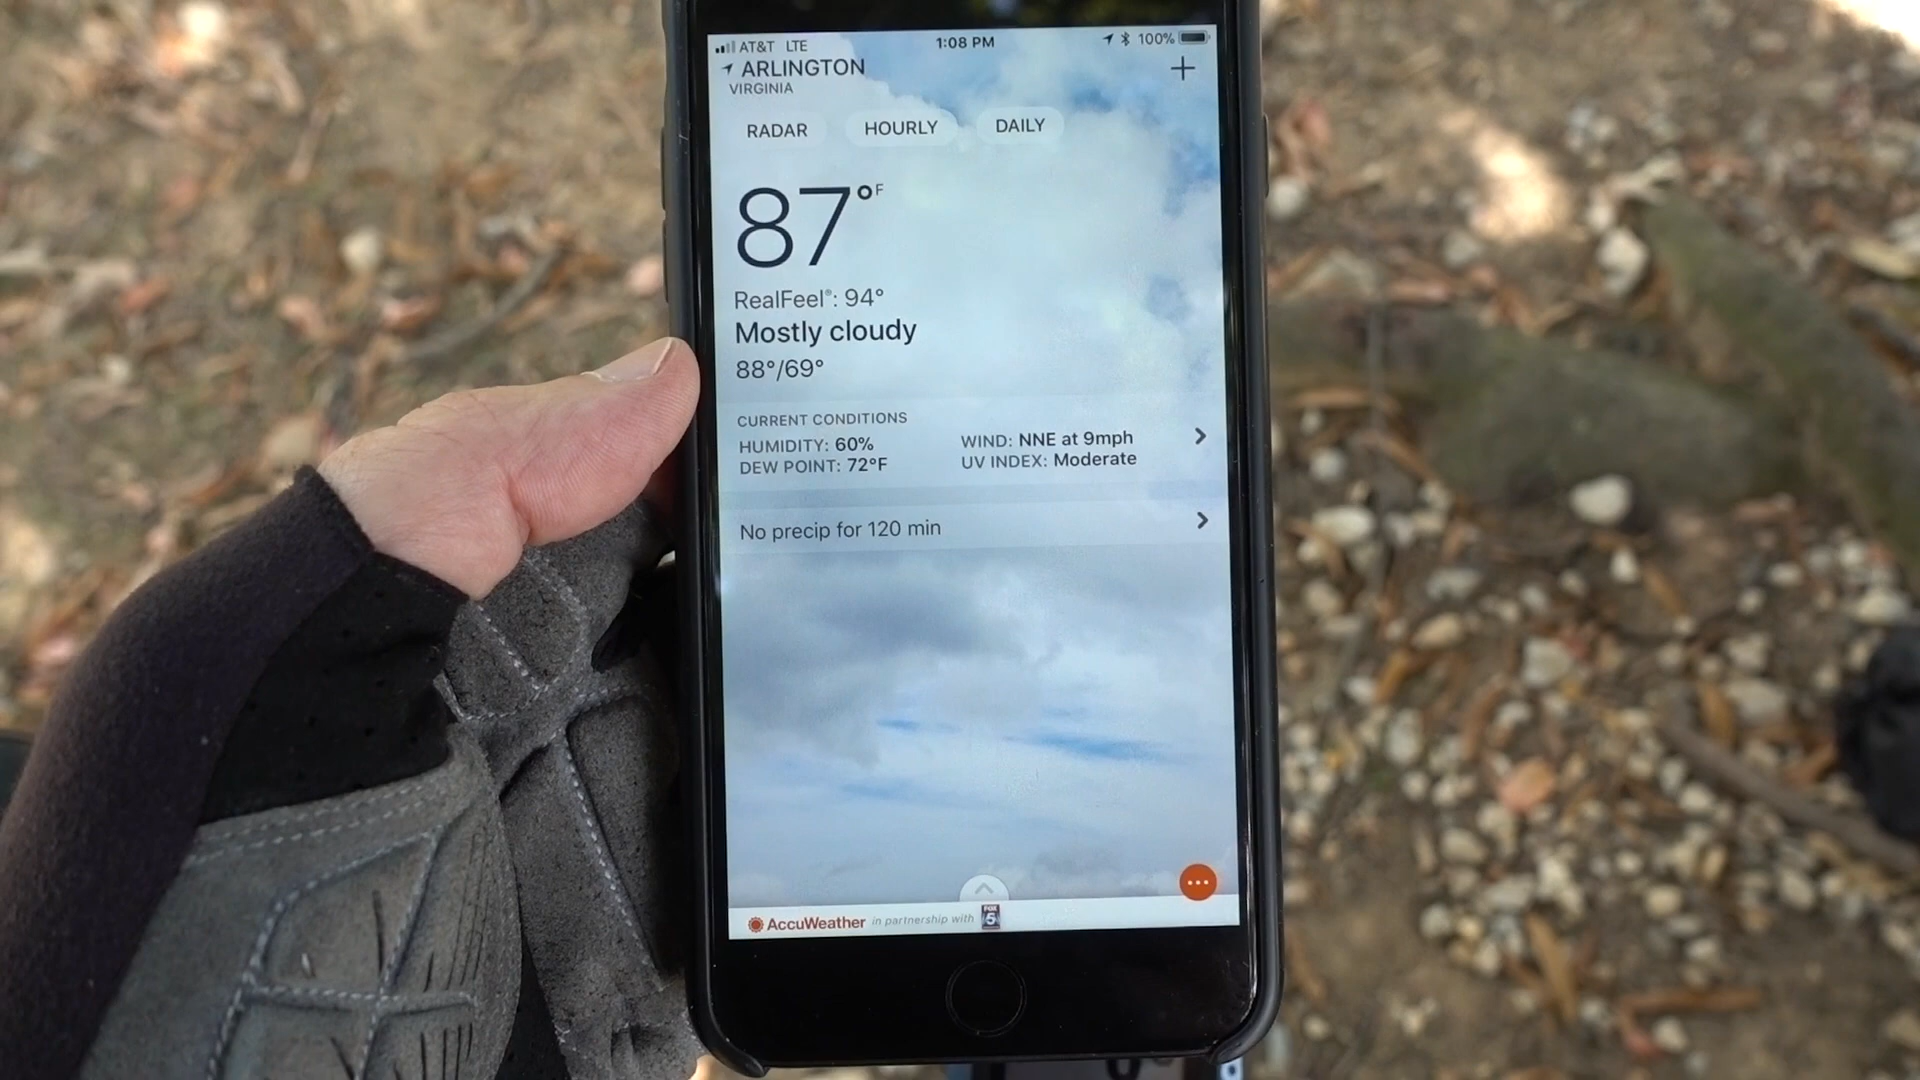 AT&T LTE 1:08 PM 100%
ARLINGTON +
VIRGINIA
RADAR HOURLY DAILY
87°F
RealFeel®: 94°
Mostly cloudy
88°/69°
CURRENT CONDITIONS
HUMIDITY: 60% WIND: NNE at 9mph
DEW POINT: 72°F UV INDEX: Moderate
No precip for 120 min
AccuWeather in partnership with FOX 5